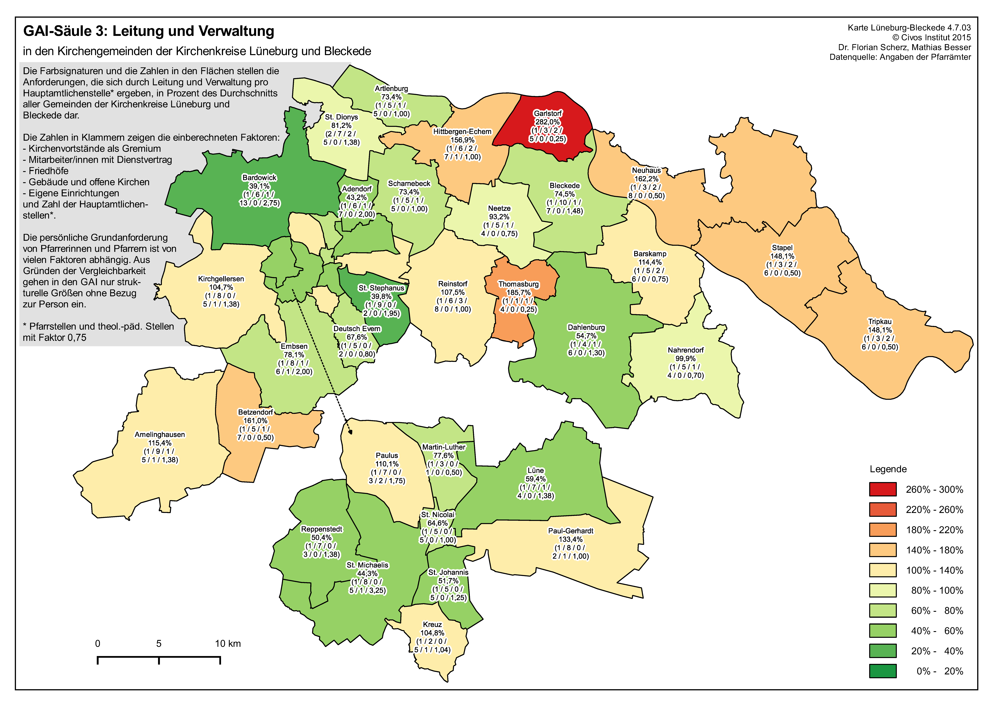 GAI-Säule 3: Leitung und Verwaltung
in den Kirchengemeinden der Kirchenkreise Lüneburg und Bleckede
Karte Lüneburg-Bleckede 4.7.03
© Civos Institut 2015
Dr. Florian Scherz, Mathias Besser
Datenquelle: Angaben der Pfarrämter
Die Farbsignaturen und die Zahlen in den Flächen stellen die
Anforderungen, die sich durch Leitung und Verwaltung pro
Hauptamtlichenstelle* ergeben, in Prozent des Durchschnitts
aller Gemeinden der Kirchenkreise Lüneburg und
Bleckede dar.
Die Zahlen in Klammern zeigen die einberechneten Faktoren:
- Kirchenvorstände als Gremium
- Mitarbeiter/innen mit Dienstvertrag
- Friedhöfe
- Gebäude und offene Kirchen
- Eigene Einrichtungen
und Zahl der Hauptamtlichen-
stellen*.
Die persönliche Grundanforderung
von Pfarrerinnen und Pfarrern ist von
vielen Faktoren abhängig. Aus
Gründen der Vergleichbarkeit
gehen in den GAI nur struk-
turelle Größen ohne Bezug
zur Person ein.
* Pfarrstellen und theol.-päd. Stellen
mit Faktor 0,75
Artlenburg
73,4%
(1 / 5 / 1 /
5 / 0 / 1,00)
St. Dionys
81,2%
(2 / 7 / 2 /
5 / 0 / 1,38)
Garlstorf
282,0%
(1 / 3 / 2 /
5 / 0 / 0,25)
Hittbergen-Echem
156,9%
(1 / 6 / 2 /
7 / 1 / 1,00)
Bardowick
39,1%
(1 / 6 / 1 /
13 / 0 / 2,75)
Adendorf
43,2%
(1 / 6 / 1 /
7 / 0 / 2,00)
Scharnebeck
73,4%
(1 / 5 / 1 /
5 / 0 / 1,00)
Neetze
93,2%
(1 / 5 / 1 /
4 / 0 / 0,75)
Bleckede
74,5%
(1 / 10 / 1 /
7 / 0 / 1,48)
Neuhaus
162,2%
(1 / 3 / 2 /
8 / 0 / 0,50)
Stapel
148,1%
(1 / 3 / 2 /
6 / 0 / 0,50)
Barskamp
114,4%
(1 / 5 / 2 /
6 / 0 / 0,75)
Kirchgellersen
104,7%
(1 / 8 / 0 /
5 / 1 / 1,38)
St. Stephanus
39,8%
(1 / 9 / 0 /
2 / 0 / 1,95)
Reinstorf
107,5%
(1 / 6 / 3 /
8 / 0 / 1,00)
Thomasburg
185,7%
(1 / 1 / 1 /
4 / 0 / 0,25)
Deutsch Evern
67,6%
(1 / 5 / 0 /
2 / 0 / 0,80)
Dahlenburg
54,7%
(1 / 4 / 1 /
6 / 0 / 1,30)
Tripkau
148,1%
(1 / 3 / 2 /
6 / 0 / 0,50)
Embsen
78,1%
(1 / 8 / 1 /
6 / 1 / 2,00)
Nahrendorf
99,9%
(1 / 5 / 1 /
4 / 0 / 0,70)
Betzendorf
161,0%
(1 / 5 / 1 /
7 / 0 / 0,50)
Amelinghausen
115,4%
(1 / 9 / 1 /
5 / 1 / 1,38)
Paulus
110,1%
(1 / 7 / 0 /
3 / 2 / 1,75)
Martin-Luther
77,6%
(1 / 3 / 0 /
1 / 0 / 0,50)
Lüne
59,4%
(1 / 7 / 1 /
4 / 0 / 1,38)
St. Nicolai
64,6%
(1 / 5 / 0 /
5 / 0 / 1,00)
Reppenstedt
50,4%
(1 / 7 / 0 /
3 / 0 / 1,38)
Paul-Gerhardt
133,4%
(1 / 8 / 0 /
2 / 1 / 1,00)
St. Michaelis
44,3%
(1 / 8 / 0 /
5 / 1 / 3,25)
St. Johannis
51,7%
(1 / 5 / 0 /
5 / 0 / 1,25)
Kreuz
104,8%
(1 / 2 / 0 /
5 / 1 / 1,04)
0 5 10 km
Legende
260% - 300%
220% - 260%
180% - 220%
140% - 180%
100% - 140%
80% - 100%
60% - 80%
40% - 60%
20% - 40%
0% - 20%